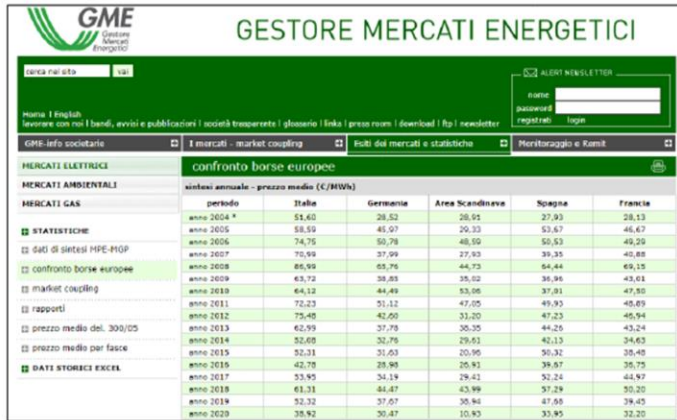 GME
Gestore
Mercati
Energetici
GESTORE MERCATI ENERGETICI
cerca nel sito
vai
ALERT NEWSLETTER
nome
password
registrati login
Home | English
lavorare con noi | bandi, avvisi e pubblicazioni | società trasparente | glossario | links | press room | download | ftp | newsletter
GME-info societarie
I mercati - market coupling
Esiti dei mercati e statistiche
Monitoraggio e Remit
MERCATI ELETTRICI
MERCATI AMBIENTALI
MERCATI GAS
STATISTICHE
dati di sintesi MPE-MGP
confronto borse europee
market coupling
rapporti
prezzo medio del. 300/05
prezzo medio per fasce
DATI STORICI EXCEL
confronto borse europee
sintesi annuale - prezzo medio (€/MWh)
periodo Italia Germania Area Scandinava Spagna Francia
anno 2004 * 51,60 28,52 28,91 27,93 28,13
anno 2005 58,59 45,97 29,33 53,67 46,67
anno 2006 74,75 50,78 48,59 50,53 49,29
anno 2007 70,99 37,99 27,93 39,35 40,88
anno 2008 86,99 65,76 44,73 64,44 69,15
anno 2009 63,72 38,85 35,02 36,96 43,01
anno 2010 64,12 44,49 53,06 37,01 47,50
anno 2011 72,23 51,12 47,05 49,93 48,89
anno 2012 75,48 42,60 31,20 47,23 46,94
anno 2013 62,99 37,78 38,35 44,26 43,24
anno 2014 52,08 32,76 29,61 42,13 34,63
anno 2015 52,31 31,63 20,98 50,32 38,48
anno 2016 42,78 28,98 26,91 39,67 36,75
anno 2017 53,95 34,19 29,41 52,24 44,97
anno 2018 61,31 44,47 43,99 57,29 50,20
anno 2019 52,32 37,67 38,94 47,68 39,45
anno 2020 38,92 30,47 10,93 33,95 32,20